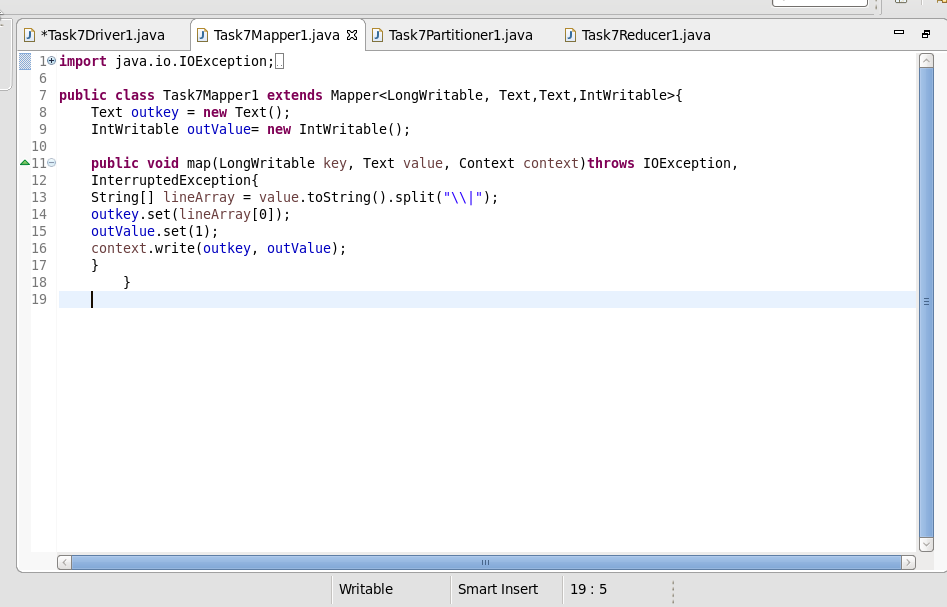 *Task7Driver1.java Task7Mapper1.java Task7Partitioner1.java Task7Reducer1.java
1 import java.io.IOException;
6
7 public class Task7Mapper1 extends Mapper<LongWritable, Text,Text,IntWritable>{
8 Text outkey = new Text();
9 IntWritable outValue= new IntWritable();
10
11 public void map(LongWritable key, Text value, Context context)throws IOException,
12 InterruptedException{
13 String[] lineArray = value.toString().split("\\|");
14 outkey.set(lineArray[0]);
15 outValue.set(1);
16 context.write(outkey, outValue);
17 }
18 }
19
Writable Smart Insert 19 : 5